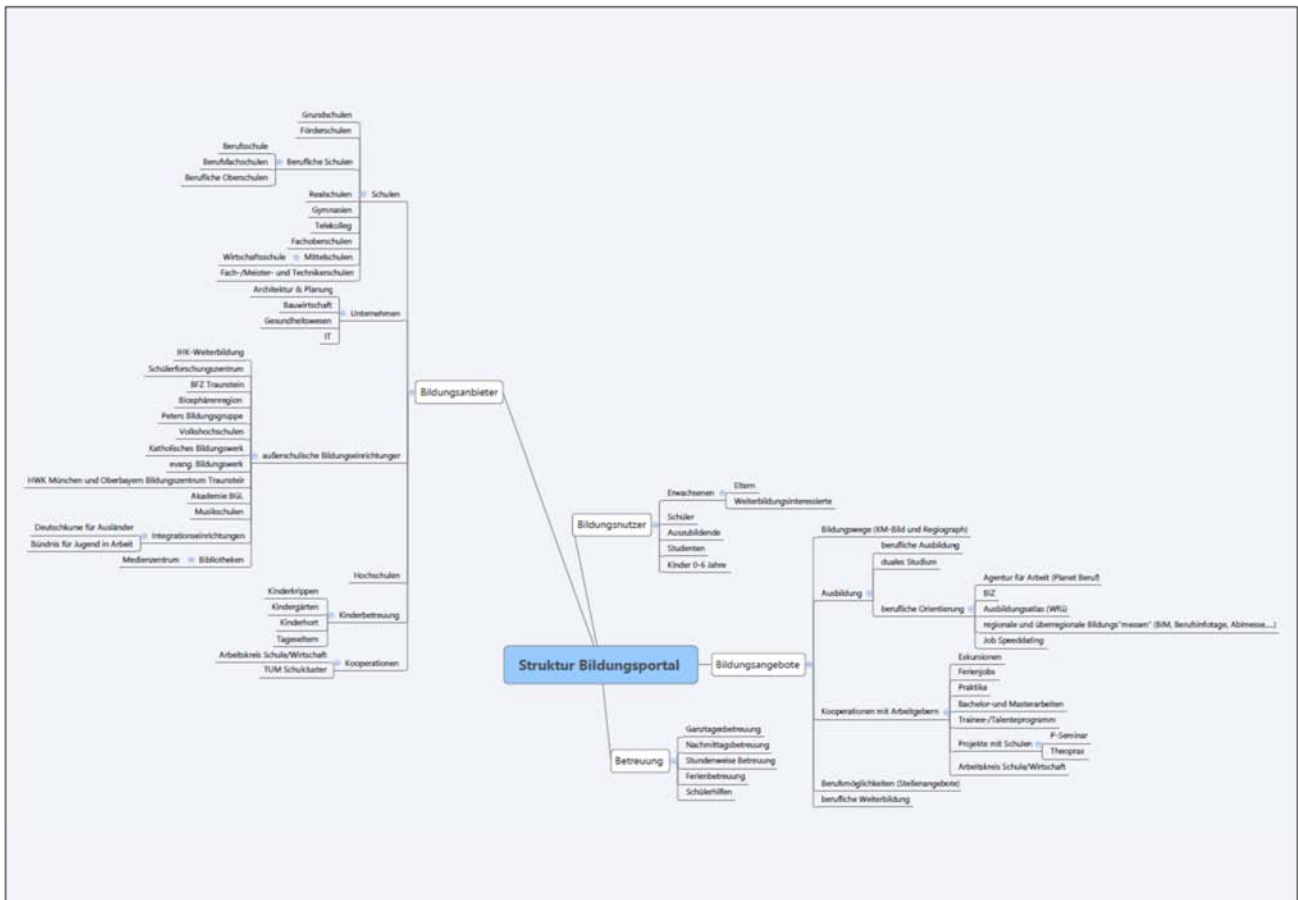 Grundschulen
Förderschulen
Berufsschule
Berufsfachschulen
Berufliche Oberschulen
Berufliche Schulen
Realschulen
Gymnasien
Telekolleg
Fachoberschulen
Wirtschaftsschule
Mittelschulen
Fach-/Meister- und Technikerschulen
Schulen
Architektur & Planung
Bauwirtschaft
Gesundheitswesen
IT
Unternehmen
IHK-Weiterbildung
Schülerforschungszentrum
BFZ Traunstein
Biosphärenregion
Peters Bildungsgruppe
Volkshochschulen
Katholisches Bildungswerk
evang. Bildungswerk
HWK München und Oberbayern Bildungszentrum Traunstein
Akademie BGL
Musikschulen
Deutschkurse für Ausländer
Bündnis für Jugend in Arbeit
Integrationseinrichtungen
Medienzentrum
Bibliotheken
außerschulische Bildungseinrichtungen
Hochschulen
Kinderkrippen
Kindergärten
Kinderhort
Tageseltern
Kinderbetreuung
Arbeitskreis Schule/Wirtschaft
TUM Schulcluster
Kooperationen
Bildungsanbieter
Bildungsnutzer
Erwachsenen
Eltern
Weiterbildungsinteressierte
Schüler
Auszubildende
Studenten
Kinder 0-6 Jahre
Struktur Bildungsportal
Bildungsangebote
Bildungswege (KM-Bild und Regiograph)
Ausbildung
berufliche Ausbildung
duales Studium
berufliche Orientierung
Agentur für Arbeit (Planet Beruf)
BIZ
Ausbildungsatlas (Wfü)
regionale und überregionale Bildungs"messen" (BIM, Berufsinfotage, Abimesse,...)
Job Speeddating
Kooperationen mit Arbeitgebern
Exkursionen
Ferienjobs
Praktika
Bachelor-und Masterarbeiten
Trainee-/Talenteprogramm
Projekte mit Schulen
P-Seminar
Theoprax
Arbeitskreis Schule/Wirtschaft
Berufsmöglichkeiten (Stellenangebote)
berufliche Weiterbildung
Betreuung
Ganztagesbetreuung
Nachmittagsbetreuung
Stundenweise Betreuung
Ferienbetreuung
Schülerhilfen